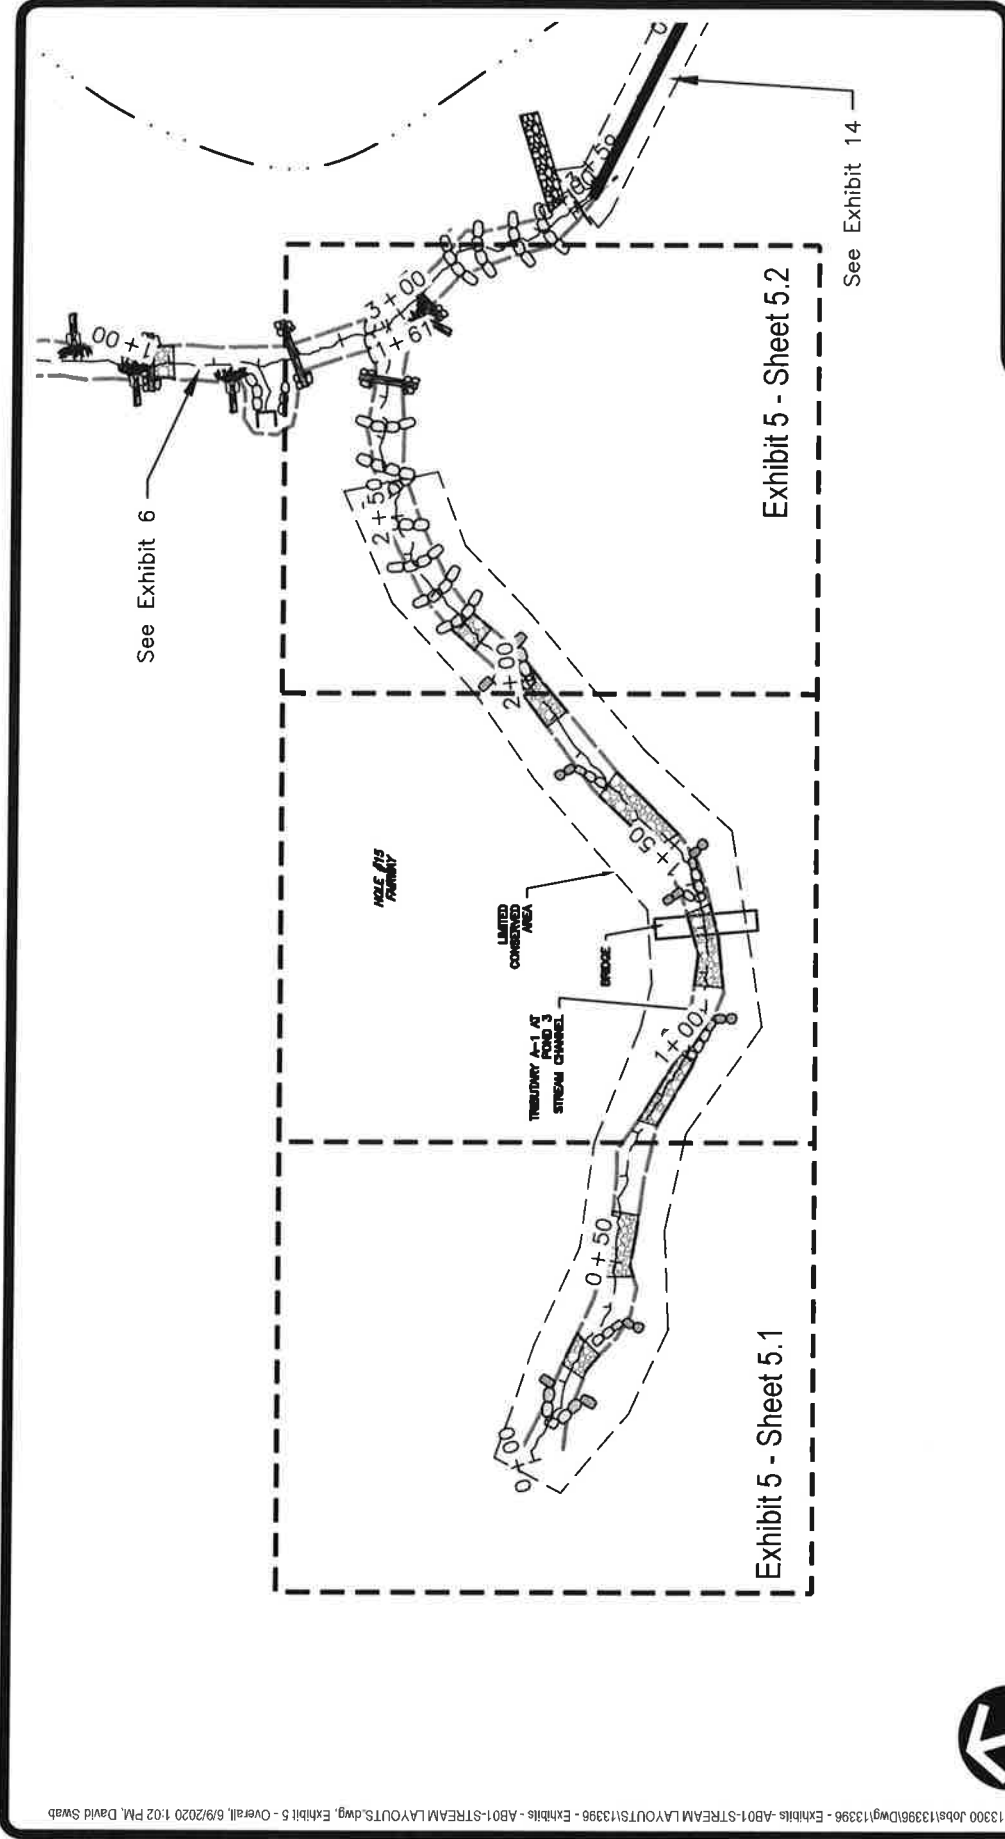 See Exhibit 6
See Exhibit 14
1+00
3+00
1+61
2+50
2+00
1+50
1+00
0+50
0+00
HOLE #15
FAIRWAY
LIMITED
CONSERVED
AREA
BRIDGE
TRIBUTARY A-1 AT
POND 3
STREAM CHANNEL
Exhibit 5 - Sheet 5.2
Exhibit 5 - Sheet 5.1
13300 Jobs\13396\Dwg\13396 - Exhibits -AB01-STREAM LAYOUTS\13396 - Exhibits - AB01-STREAM LAYOUTS.dwg, Exhibit 5 - Overall, 6/9/2020 1:02 PM, David Swab